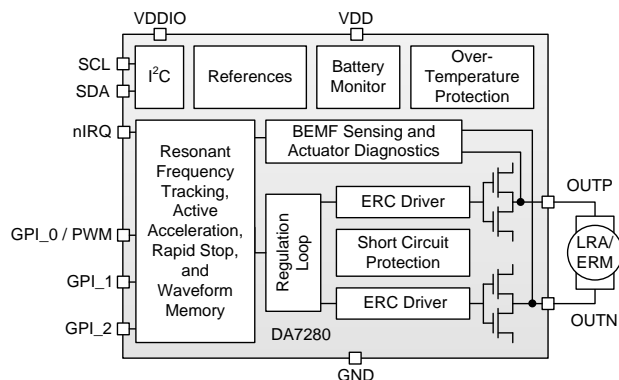 VDDIO
VDD
SCL
SDA
nIRQ
GPI_0 / PWM
GPI_1
GPI_2
I²C
References
Battery
Monitor
Over-
Temperature
Protection
Resonant
Frequency
Tracking,
Active
Acceleration,
Rapid Stop,
and
Waveform
Memory
BEMF Sensing and
Actuator Diagnostics
Regulation
Loop
ERC Driver
Short Circuit
Protection
ERC Driver
DA7280
OUTP
LRA/
ERM
OUTN
GND